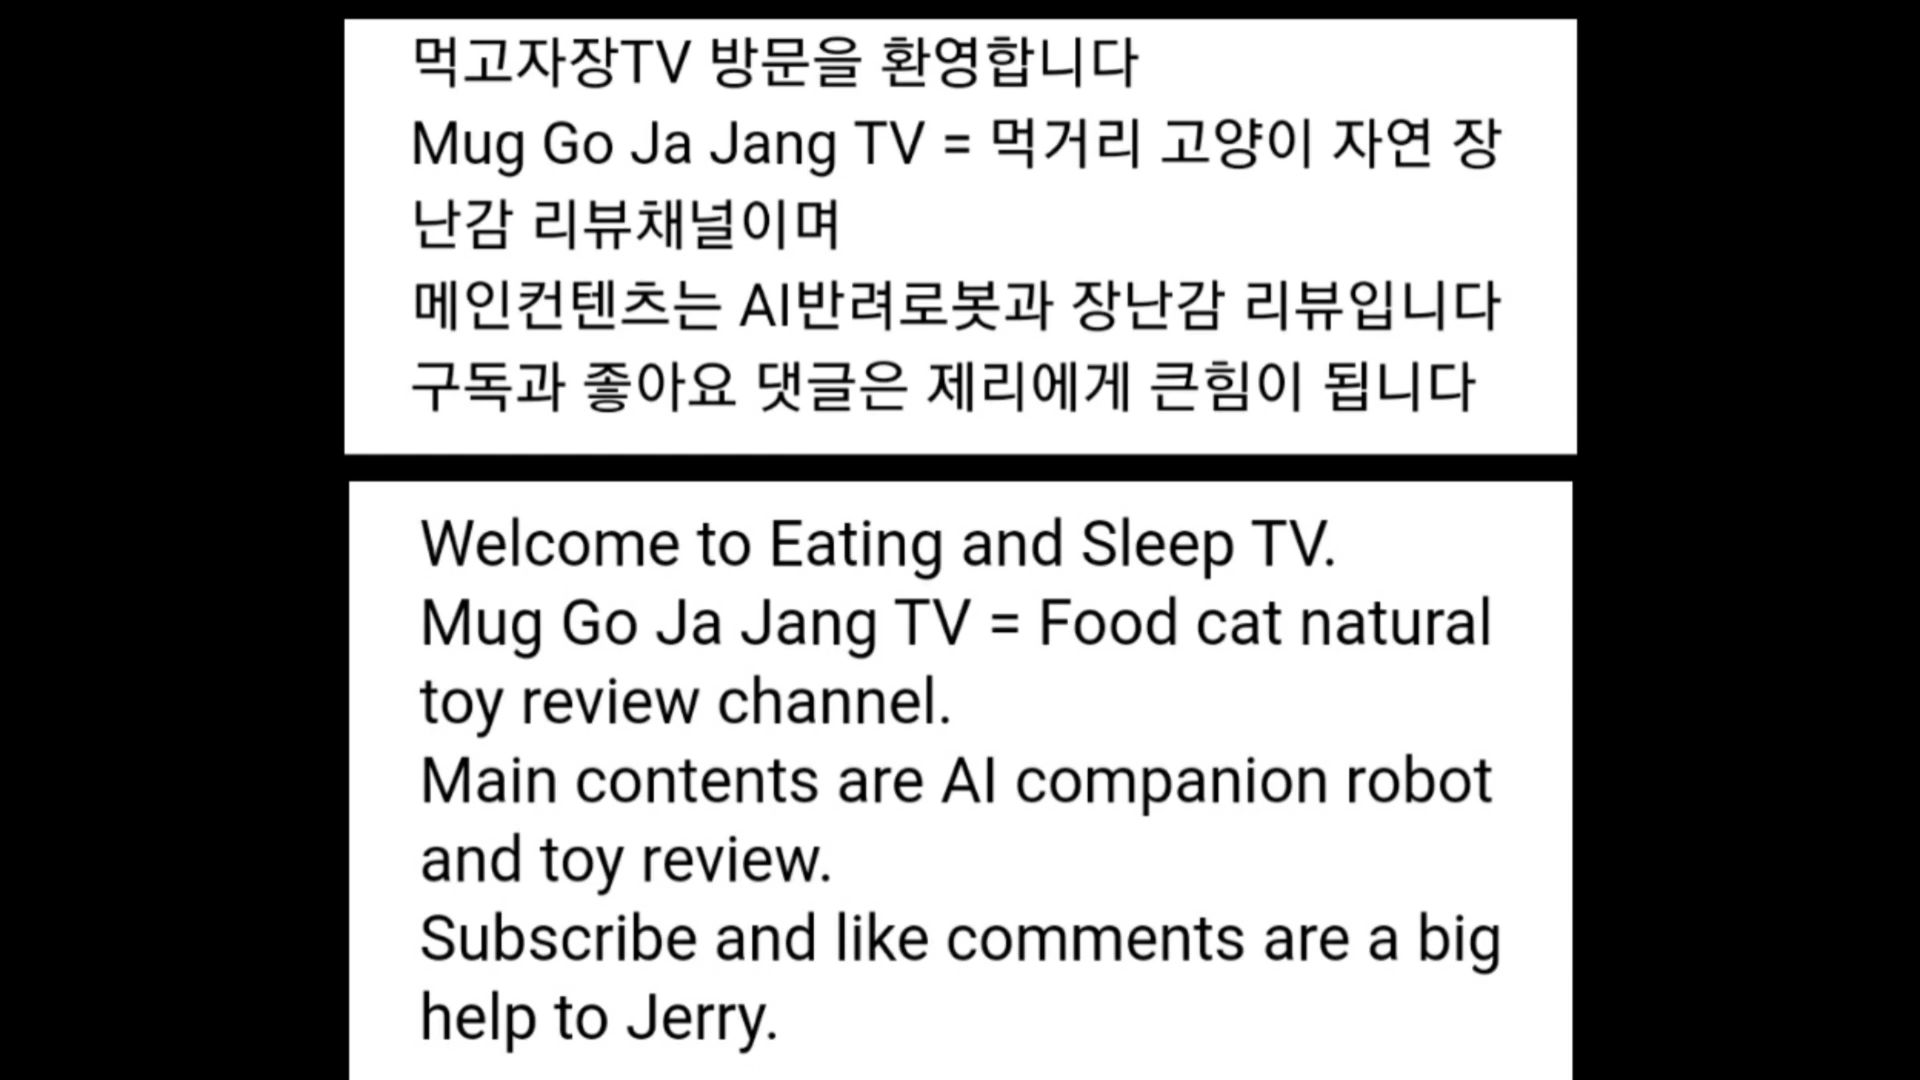 먹고자장TV 방문을 환영합니다
Mug Go Ja Jang TV = 먹거리 고양이 자연 장
난감 리뷰채널이며
메인컨텐츠는 AI반려로봇과 장난감 리뷰입니다
구독과 좋아요 댓글은 제리에게 큰힘이 됩니다
Welcome to Eating and Sleep TV.
Mug Go Ja Jang TV = Food cat natural
toy review channel.
Main contents are AI companion robot
and toy review.
Subscribe and like comments are a big
help to Jerry.